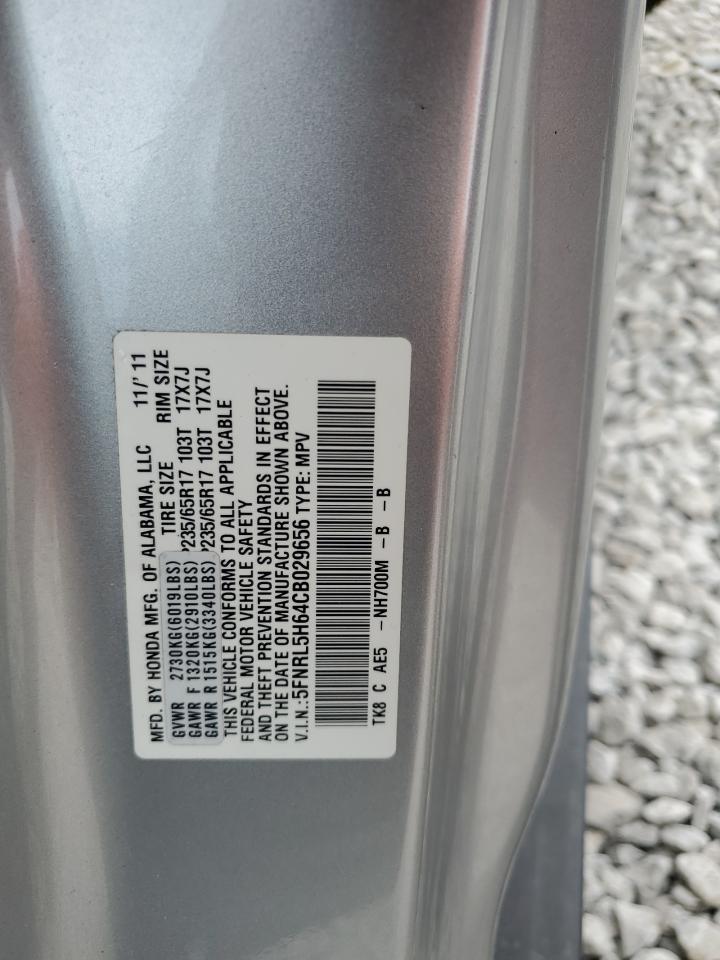 MFD. BY HONDA MFG. OF ALABAMA, LLC 11/'11
TIRE SIZE RIM SIZE
GVWR 2730KG(6019LBS)
GAWR F 1320KG(2910LBS) P235/65R17 103T 17X7J
GAWR R 1515KG(3340LBS) P235/65R17 103T 17X7J
THIS VEHICLE CONFORMS TO ALL APPLICABLE
FEDERAL MOTOR VEHICLE SAFETY
AND THEFT PREVENTION STANDARDS IN EFFECT
ON THE DATE OF MANUFACTURE SHOWN ABOVE.
V.I.N.:5FNRL5H64CB029656 TYPE: MPV
TK8 C AE5 -NH700M -B -B